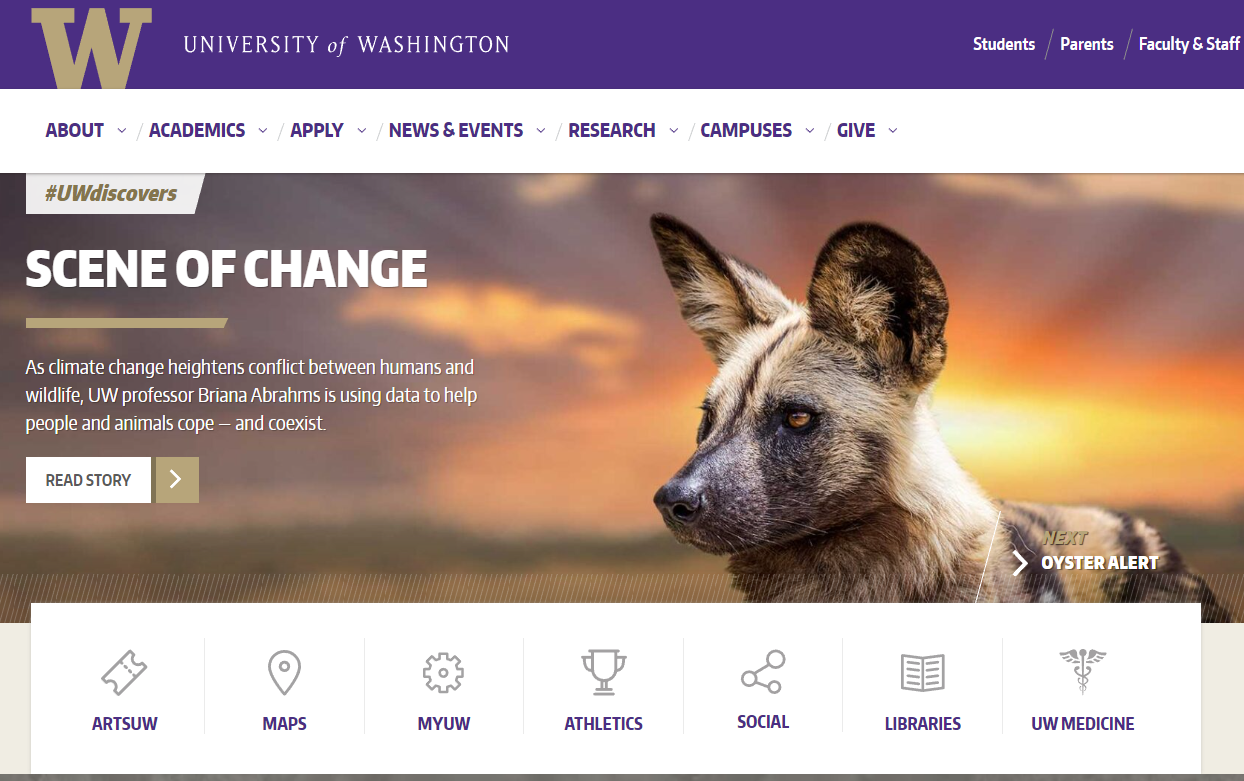 W
UNIVERSITY of WASHINGTON
Students
Parents
Faculty & Staff
ABOUT
ACADEMICS
APPLY
NEWS & EVENTS
RESEARCH
CAMPUSES
GIVE
#UWdiscovers
SCENE OF CHANGE
As climate change heightens conflict between humans and
wildlife, UW professor Briana Abrahms is using data to help
people and animals cope — and coexist.
READ STORY
NEXT
OYSTER ALERT
ARTSUW
MAPS
MYUW
ATHLETICS
SOCIAL
LIBRARIES
UW MEDICINE